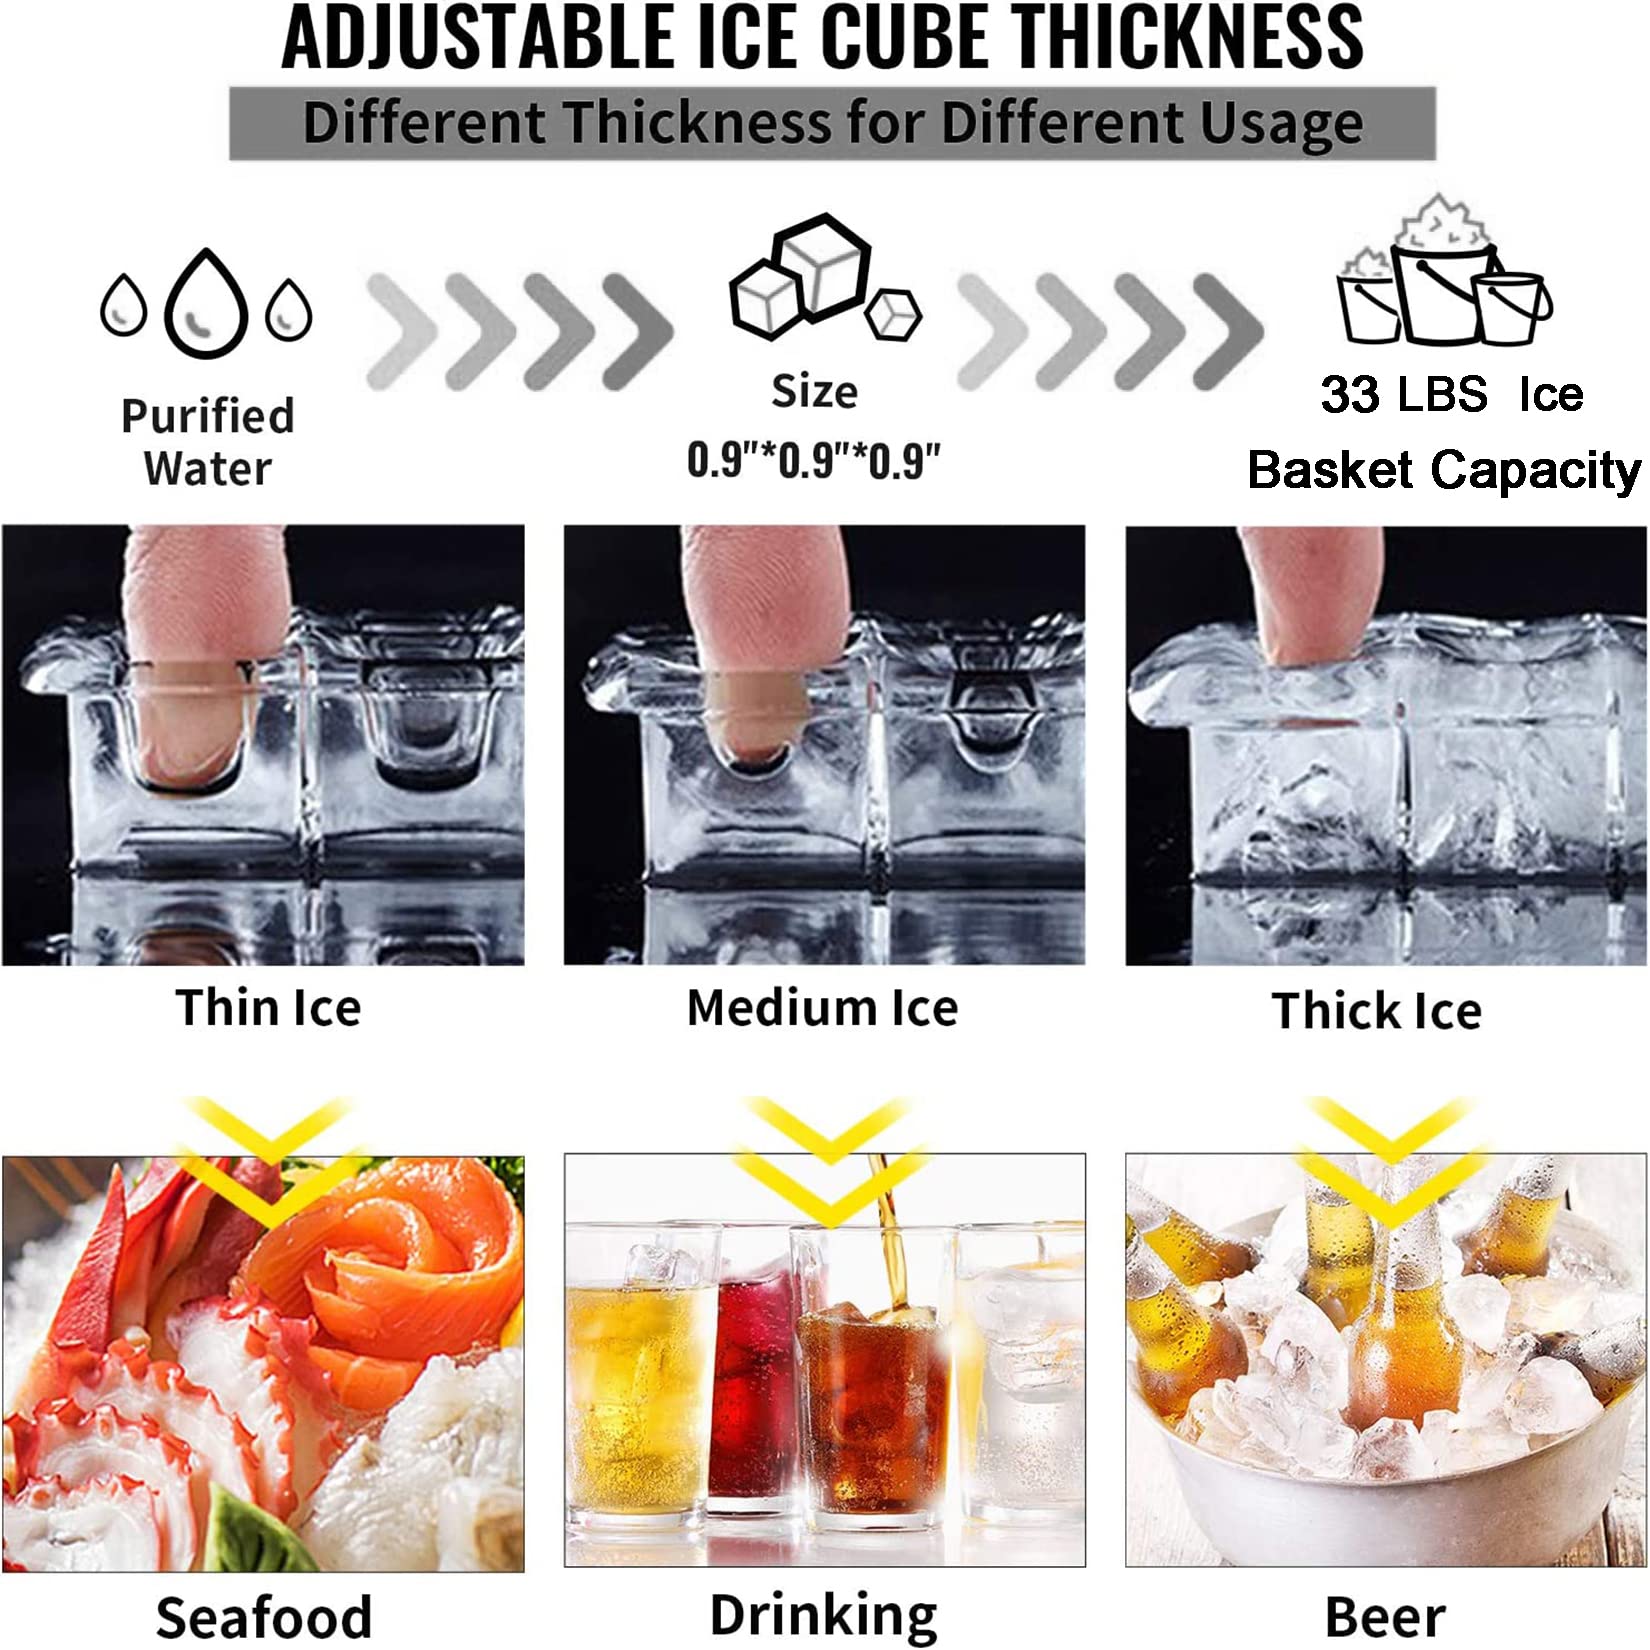 ADJUSTABLE ICE CUBE THICKNESS
Different Thickness for Different Usage
Purified
Water
Size
0.9"*0.9"*0.9"
33 LBS Ice
Basket Capacity
Thin Ice
Medium Ice
Thick Ice
Seafood
Drinking
Beer